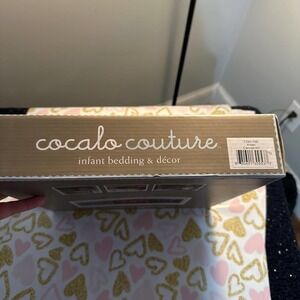 cocalo couture
infant bedding & décor